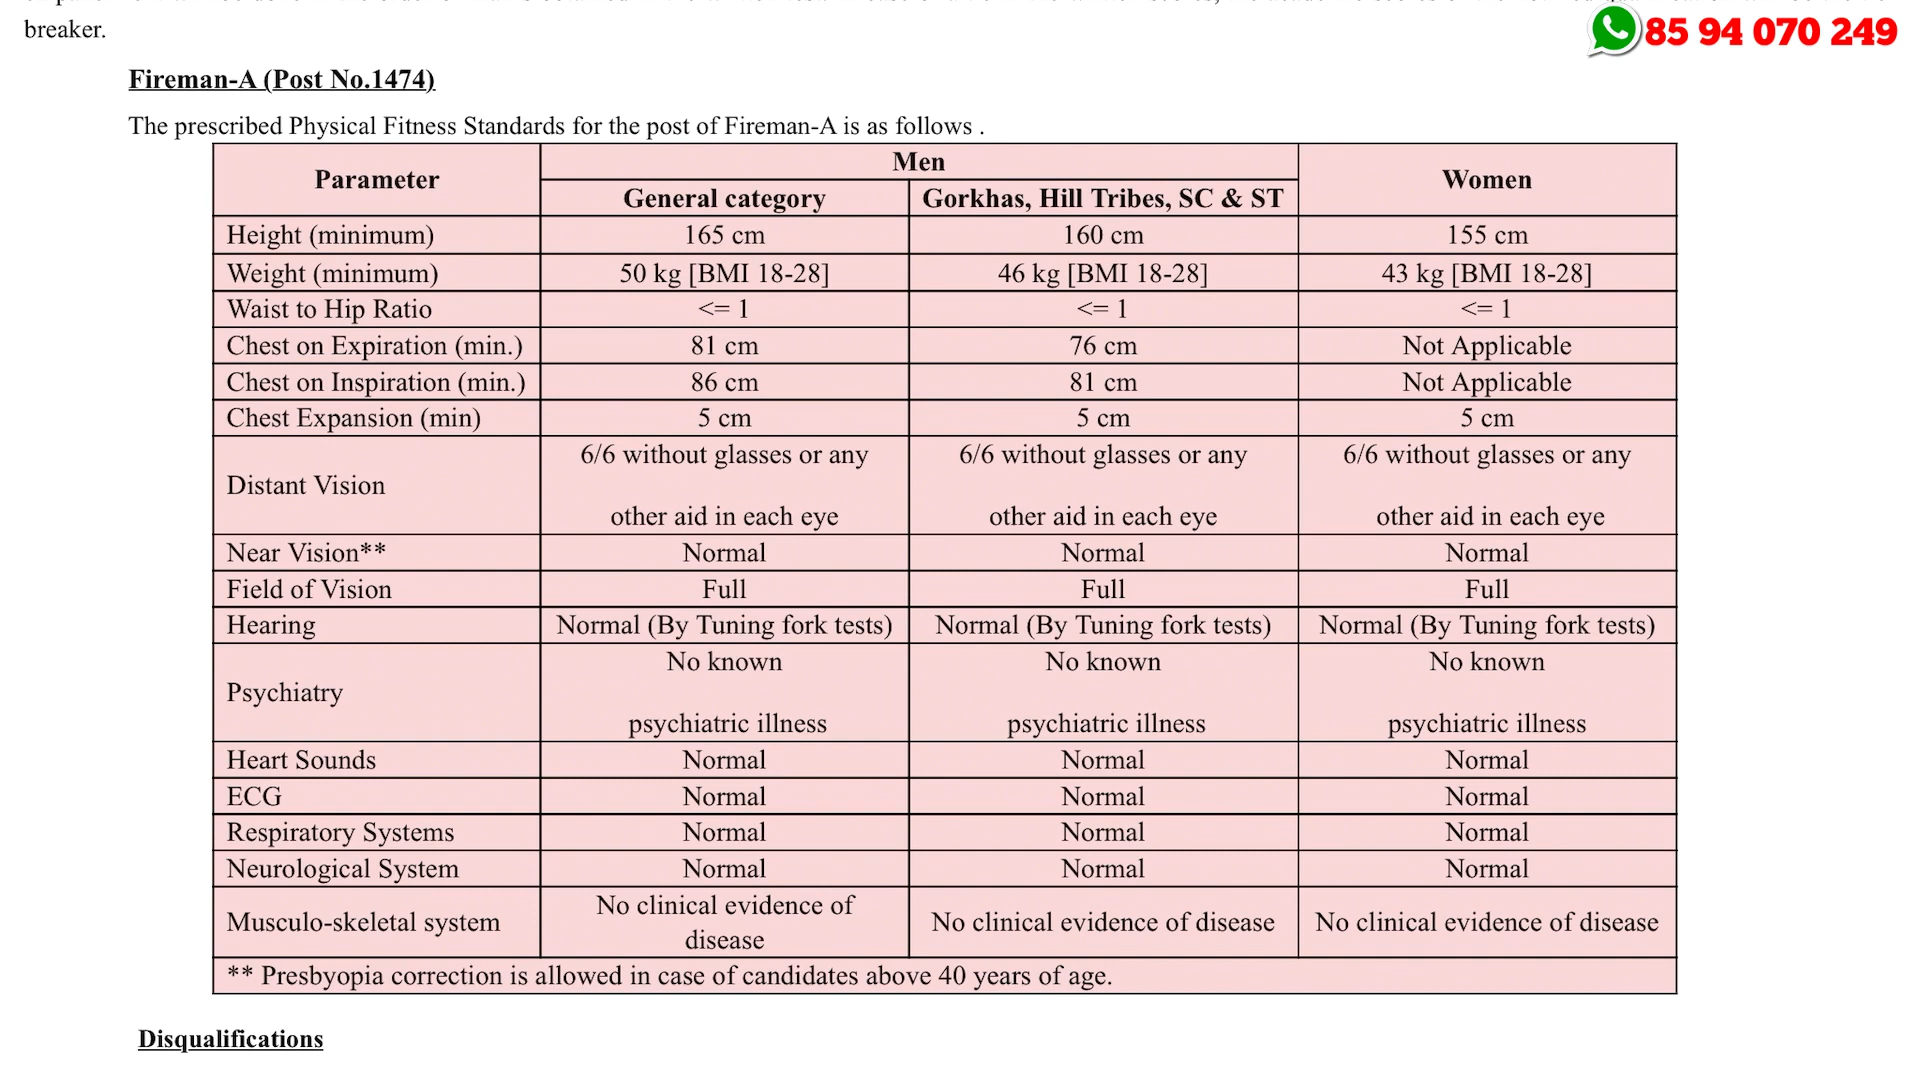 breaker.
85 94 070 249
Fireman-A (Post No.1474)
The prescribed Physical Fitness Standards for the post of Fireman-A is as follows .
Parameter Men Women
General category Gorkhas, Hill Tribes, SC & ST
Height (minimum) 165 cm 160 cm 155 cm
Weight (minimum) 50 kg [BMI 18-28] 46 kg [BMI 18-28] 43 kg [BMI 18-28]
Waist to Hip Ratio <= 1 <= 1 <= 1
Chest on Expiration (min.) 81 cm 76 cm Not Applicable
Chest on Inspiration (min.) 86 cm 81 cm Not Applicable
Chest Expansion (min) 5 cm 5 cm 5 cm
Distant Vision 6/6 without glasses or any 6/6 without glasses or any 6/6 without glasses or any
other aid in each eye other aid in each eye other aid in each eye
Near Vision** Normal Normal Normal
Field of Vision Full Full Full
Hearing Normal (By Tuning fork tests) Normal (By Tuning fork tests) Normal (By Tuning fork tests)
Psychiatry No known No known No known
psychiatric illness psychiatric illness psychiatric illness
Heart Sounds Normal Normal Normal
ECG Normal Normal Normal
Respiratory Systems Normal Normal Normal
Neurological System Normal Normal Normal
Musculo-skeletal system No clinical evidence of disease No clinical evidence of disease No clinical evidence of disease
** Presbyopia correction is allowed in case of candidates above 40 years of age.
Disqualifications